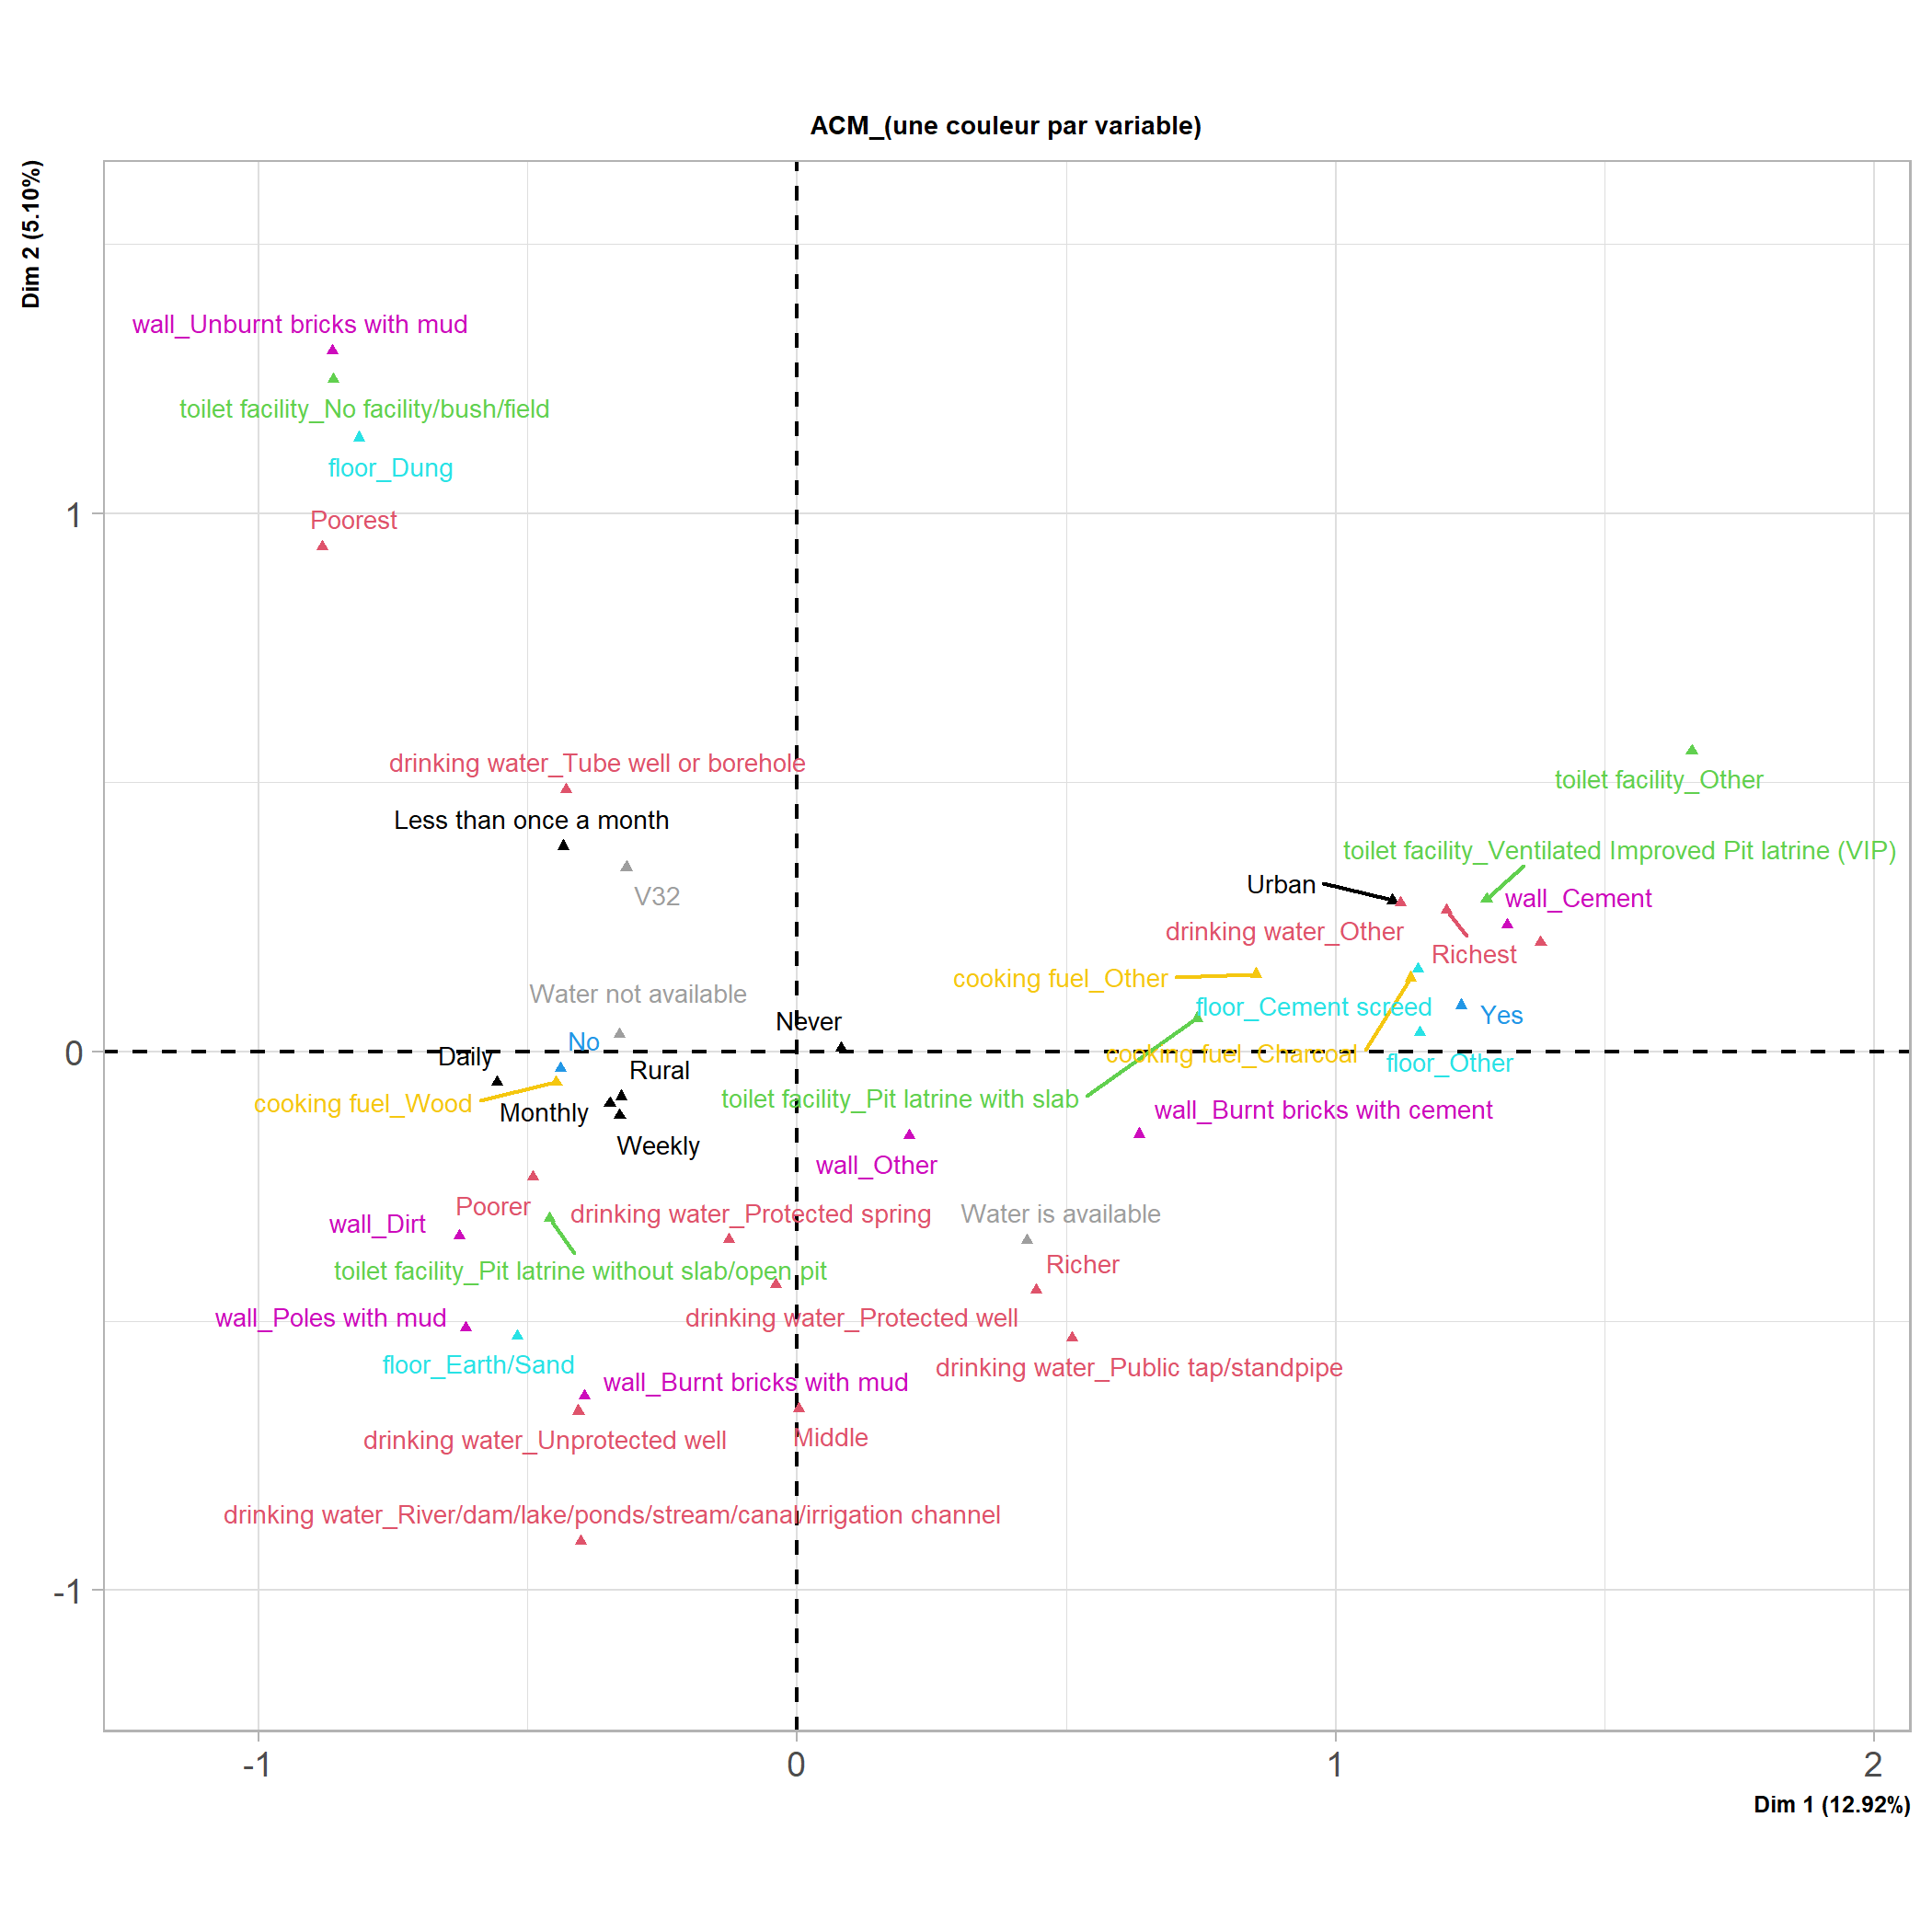 ACM_(une couleur par variable)
Dim 2 (5.10%)
wall_Unburnt bricks with mud
toilet facility_No facility/bush/field
floor_Dung
1
Poorest
drinking water_Tube well or borehole
toilet facility_Other
Less than once a month
toilet facility_Ventilated Improved Pit latrine (VIP)
V32
Urban
wall_Cement
drinking water_Other
Richest
cooking fuel_Other
Water not available
floor_Cement screed
Yes
Never
No
0
Daily
cooking fuel_Charcoal
floor_Other
Rural
cooking fuel_Wood
toilet facility_Pit latrine with slab
Monthly
wall_Burnt bricks with cement
Weekly
wall_Other
Poorer
drinking water_Protected spring
Water is available
wall_Dirt
Richer
toilet facility_Pit latrine without slab/open pit
wall_Poles with mud
drinking water_Protected well
floor_Earth/Sand
drinking water_Public tap/standpipe
wall_Burnt bricks with mud
drinking water_Unprotected well
Middle
drinking water_River/dam/lake/ponds/stream/canal/irrigation channel
-1
-1
0
1
2
Dim 1 (12.92%)